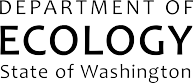 DEPARTMENT OF
ECOLOGY
State of Washington